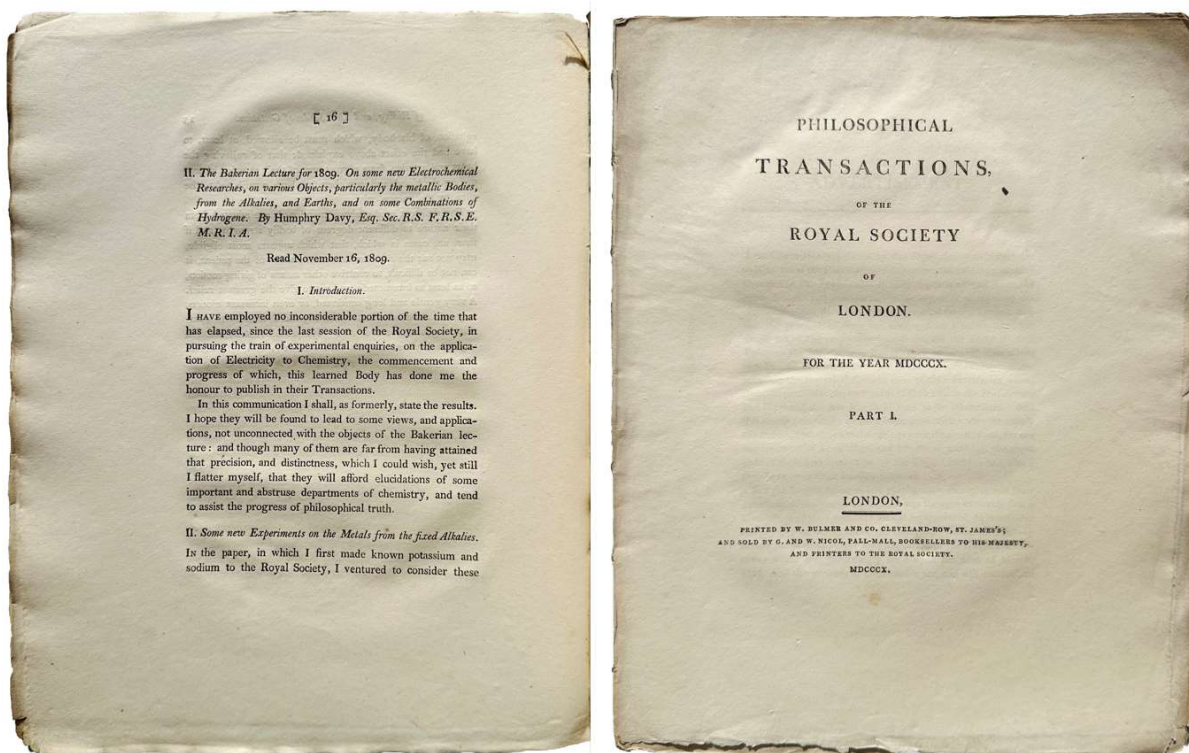 [ 16 ]
II. The Bakerian Lecture for 1809. On some new Electrochemical
Researches, on various Objects, particularly the metallic Bodies,
from the Alkalies, and Earths, and on some Combinations of
Hydrogene. By Humphry Davy, Esq. Sec. R.S. F.R.S.E.
M.R.I.A.
Read November 16, 1809.
I. Introduction.
I HAVE employed no inconsiderable portion of the time that
has elapsed, since the last session of the Royal Society, in
pursuing the train of experimental enquiries, on the applica-
tion of Electricity to Chemistry, the commencement and
progress of which, this learned Body has done me the
honour to publish in their Transactions.
In this communication I shall, as formerly, state the results.
I hope they will be found to lead to some views, and applica-
tions, not unconnected with the objects of the Bakerian lec-
ture: and though many of them are far from having attained
that precision, and distinctness, which I could wish, yet still
I flatter myself, that they will afford elucidations of some
important and abstruse departments of chemistry, and tend
to assist the progress of philosophical truth.
II. Some new Experiments on the Metals from the fixed Alkalies.
IN the paper, in which I first made known potassium and
sodium to the Royal Society, I ventured to consider these
PHILOSOPHICAL
TRANSACTIONS,
OF THE
ROYAL SOCIETY
OF
LONDON.
FOR THE YEAR MDCCCX.
PART I.
LONDON,
PRINTED BY W. BULMER AND CO. CLEVELAND-ROW, ST. JAMES'S;
AND SOLD BY G. AND W. NICOL, PALL-MALL, BOOKSELLERS TO HIS MAJESTY,
AND PRINTERS TO THE ROYAL SOCIETY.
MDCCCX.